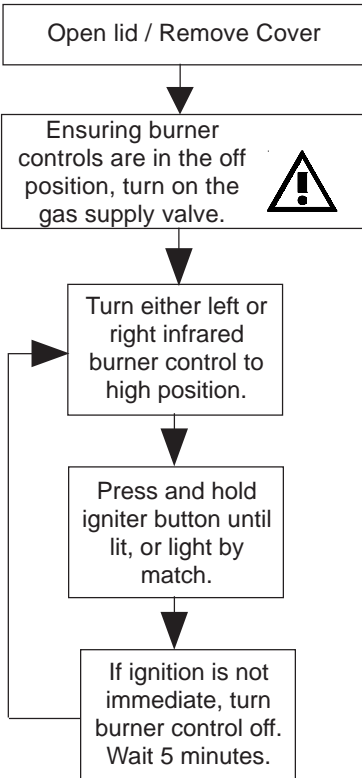 Open lid / Remove Cover
Ensuring burner
controls are in the off
position, turn on the
gas supply valve.
Turn either left or
right infrared
burner control to
high position.
Press and hold
igniter button until
lit, or light by
match.
If ignition is not
immediate, turn
burner control off.
Wait 5 minutes.